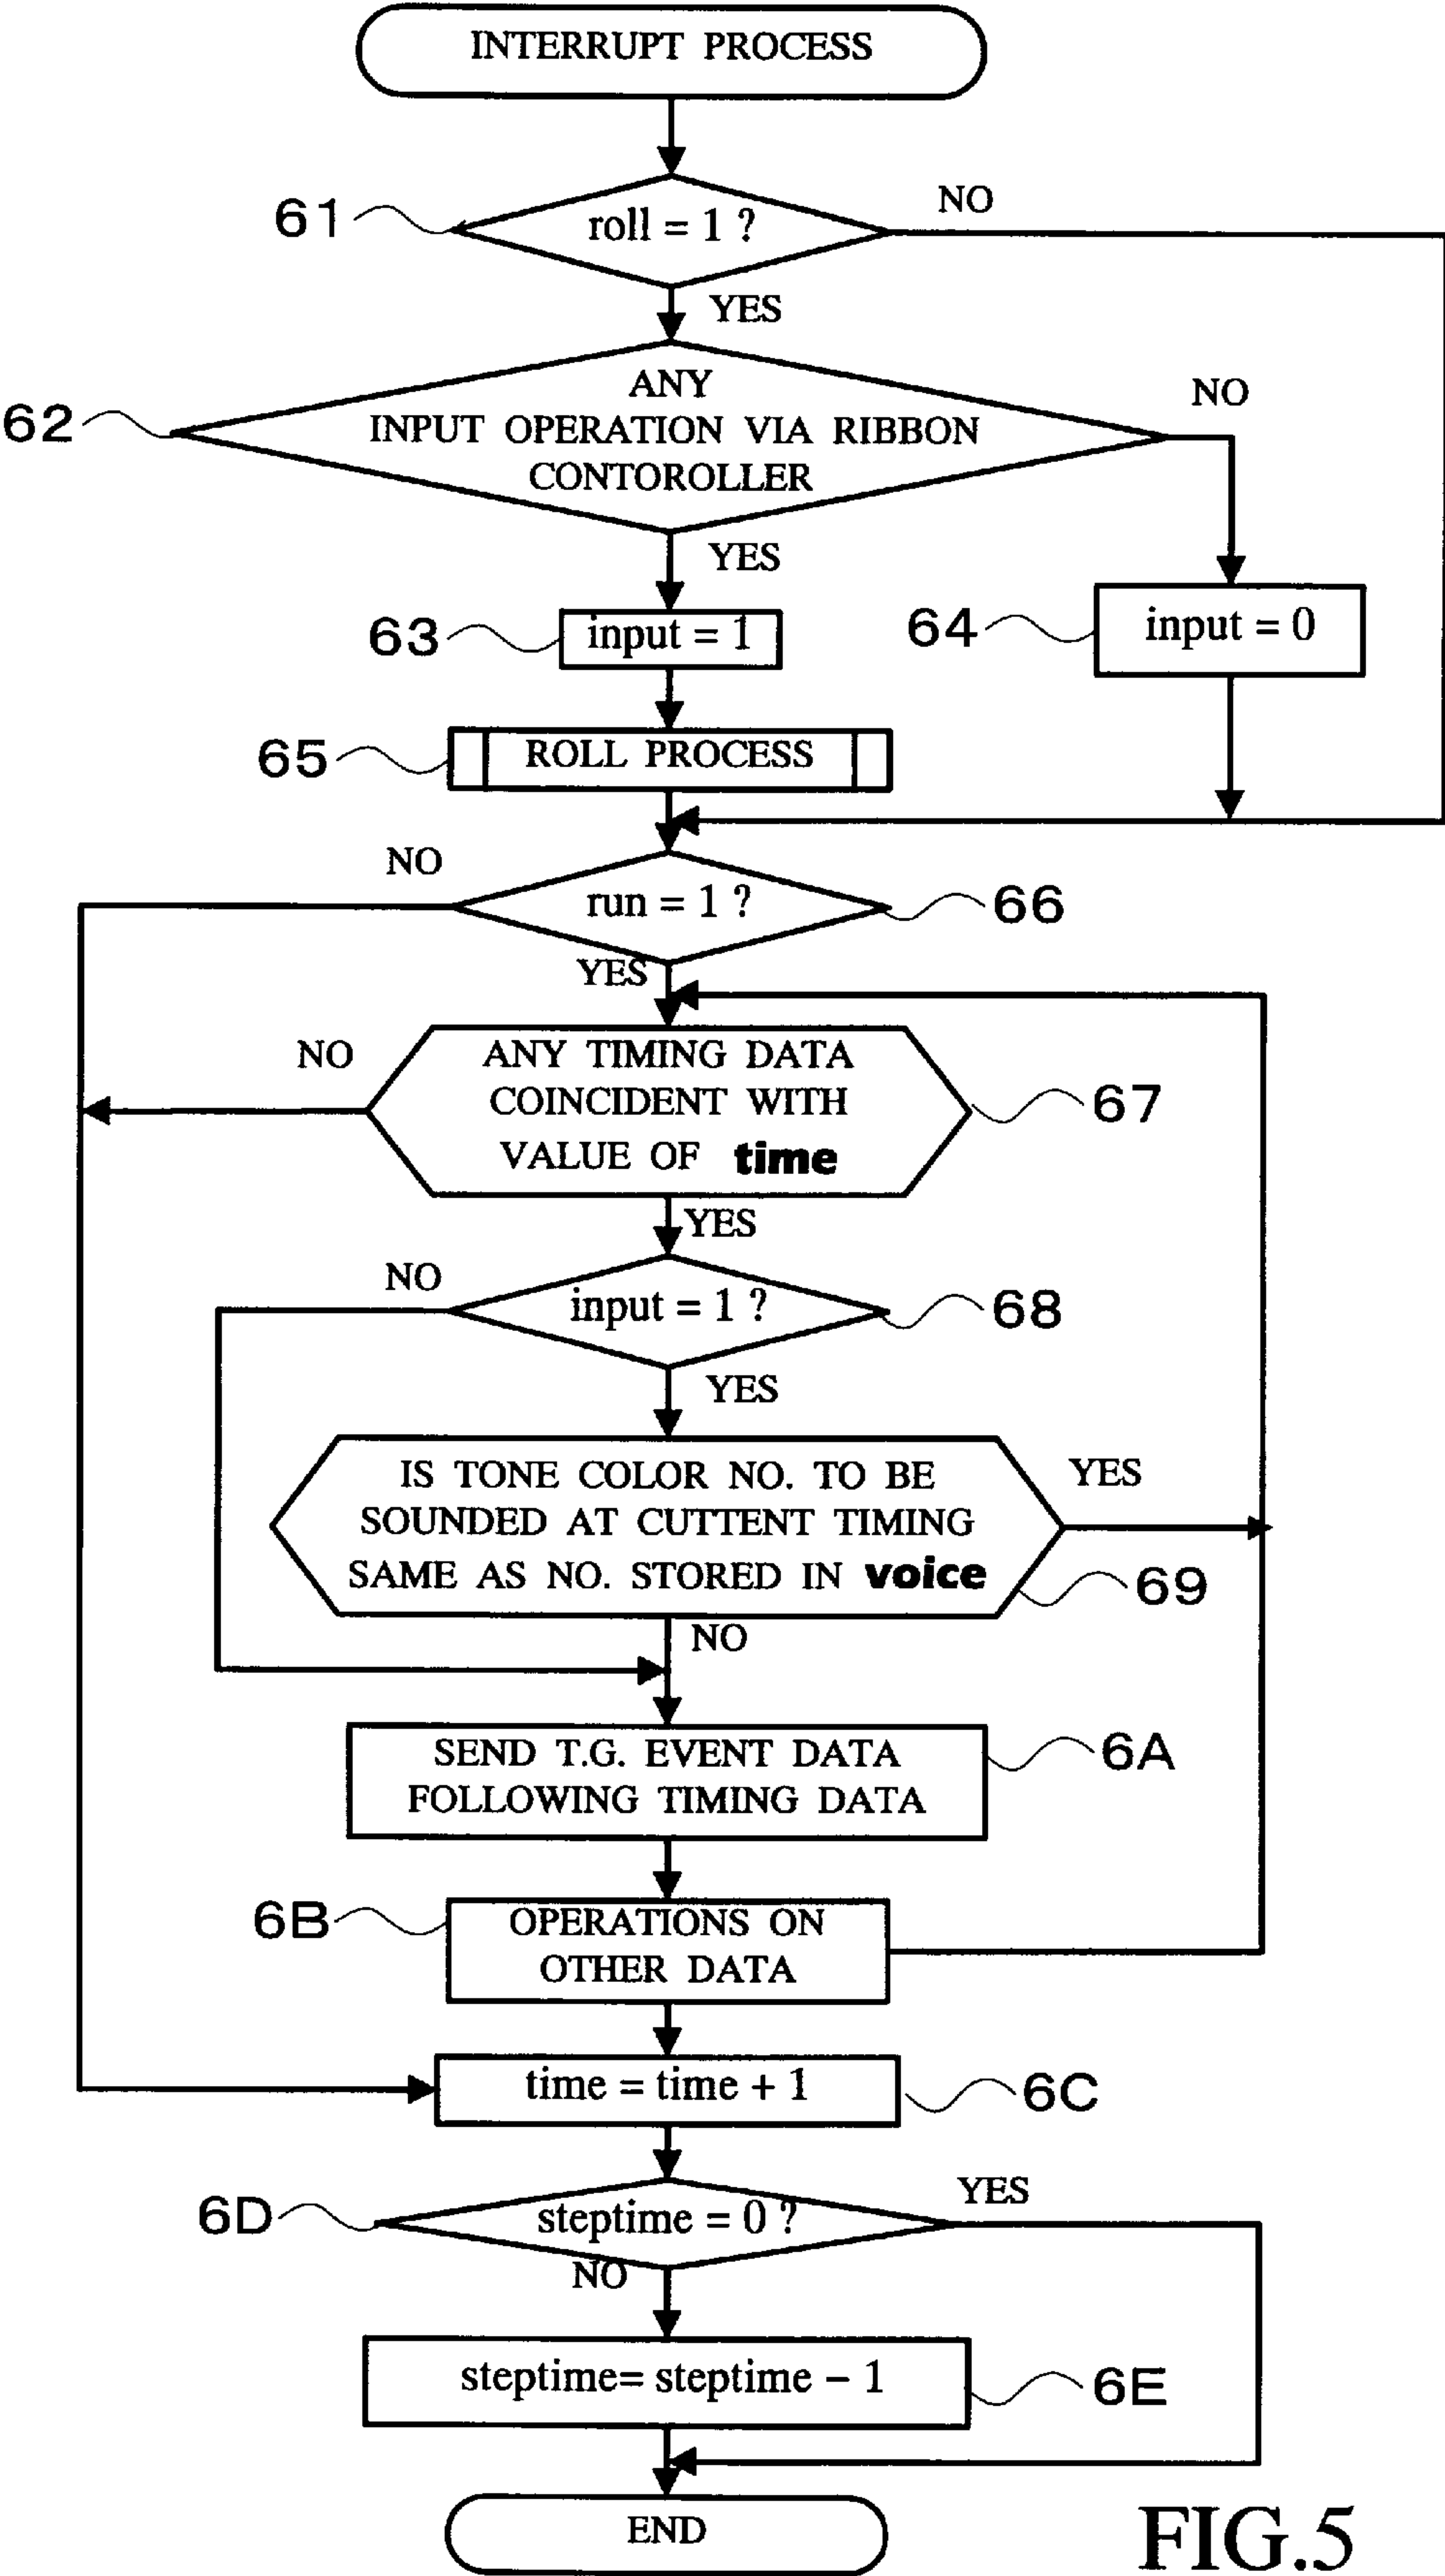 INTERRUPT PROCESS
61
roll = 1 ?
NO
YES
62
ANY
INPUT OPERATION VIA RIBBON
CONTOROLLER
NO
YES
63
input = 1
64
input = 0
65
ROLL PROCESS
NO
run = 1 ?
66
YES
NO
ANY TIMING DATA
COINCIDENT WITH
VALUE OF time
67
YES
NO
input = 1 ?
68
YES
IS TONE COLOR NO. TO BE
SOUNDED AT CUTTENT TIMING
SAME AS NO. STORED IN voice
YES
69
NO
SEND T.G. EVENT DATA
FOLLOWING TIMING DATA
6A
6B
OPERATIONS ON
OTHER DATA
time = time + 1
6C
6D
steptime = 0 ?
YES
NO
steptime= steptime − 1
6E
END
FIG.5